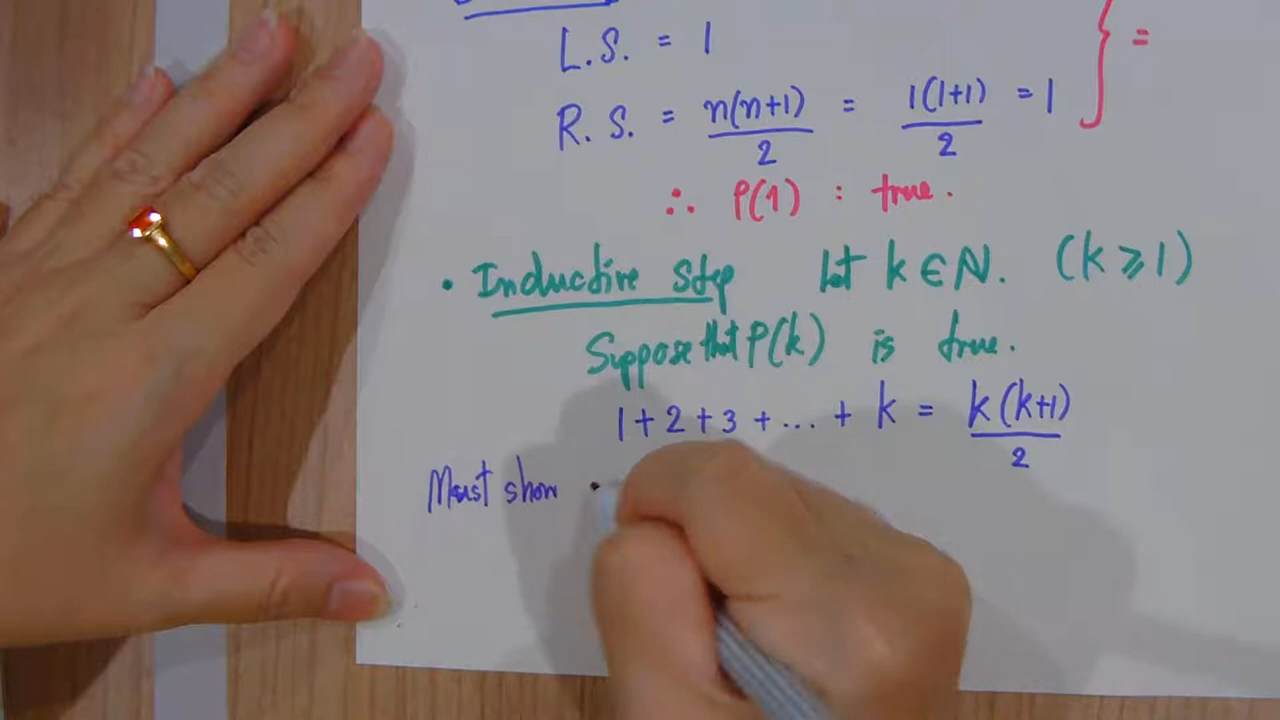 L.S. = 1
R.S. = n(n+1)/2 = 1(1+1)/2 = 1 } =
∴ P(1) : true.
• Inductive Step Let k ∈ N. (k ⩾ 1)
Suppose that P(k) is true.
1 + 2 + 3 + ... + k = k(k+1)/2
Must show